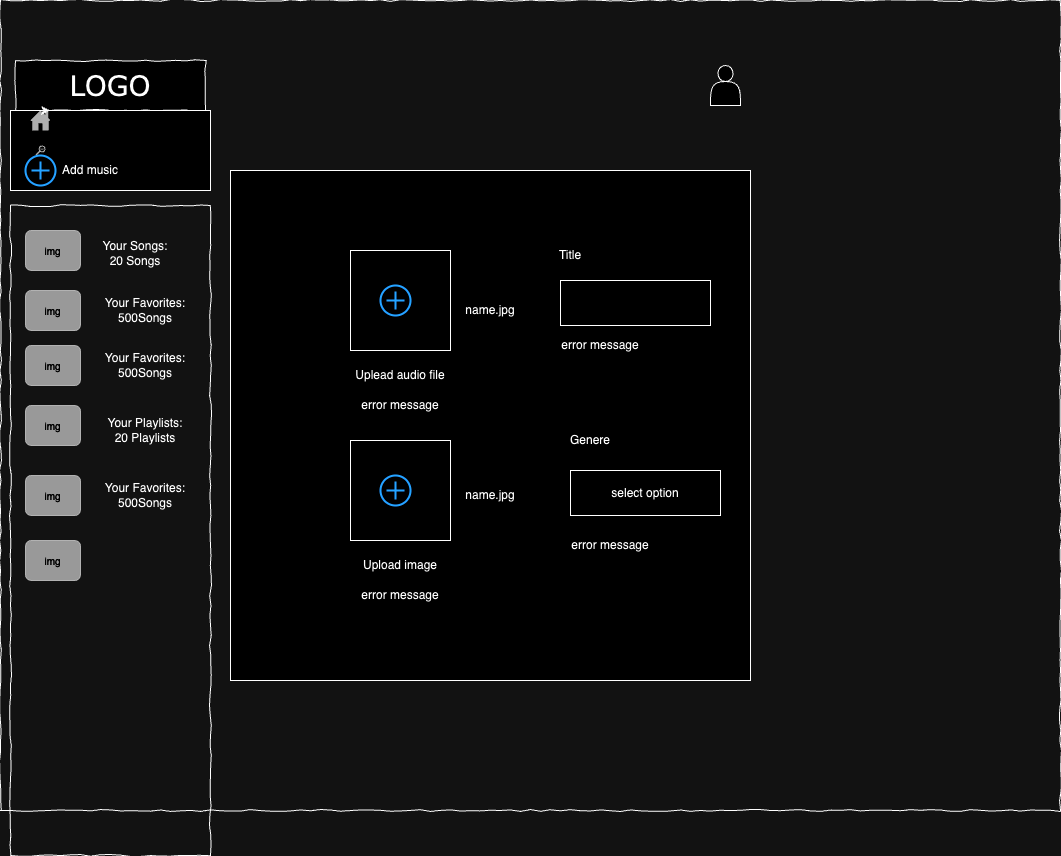 LOGO
Add music
img
Your Songs:
20 Songs
img
Your Favorites:
500Songs
img
Your Favorites:
500Songs
img
Your Playlists:
20 Playlists
img
Your Favorites:
500Songs
img
name.jpg
Uplead audio file
error message
Title
error message
name.jpg
Upload image
error message
Genere
select option
error message